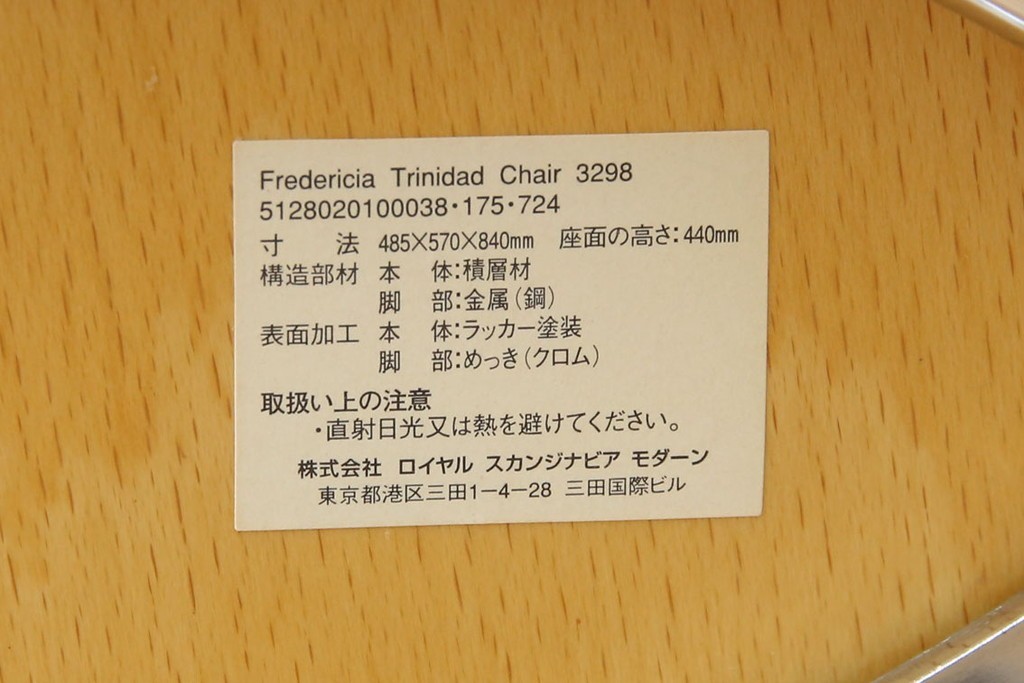 Fredericia Trinidad Chair 3298
5128020100038・175・724
寸　　法 485×570×840mm 座面の高さ：440mm
構造部材 本　体：積層材
脚　部：金属（鋼）
表面加工 本　体：ラッカー塗装
脚　部：めっき（クロム）
取扱い上の注意
・直射日光又は熱を避けてください。
株式会社 ロイヤル スカンジナビア モダーン
東京都港区三田1－4－28 三田国際ビル